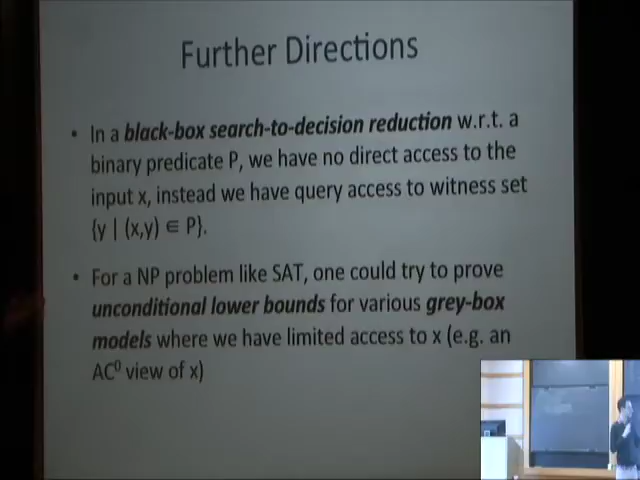 Further Directions
• In a black-box search-to-decision reduction w.r.t. a
binary predicate P, we have no direct access to the
input x, instead we have query access to witness set
{y | (x,y) ∈ P}.
• For a NP problem like SAT, one could try to prove
unconditional lower bounds for various grey-box
models where we have limited access to x (e.g. an
AC⁰ view of x)